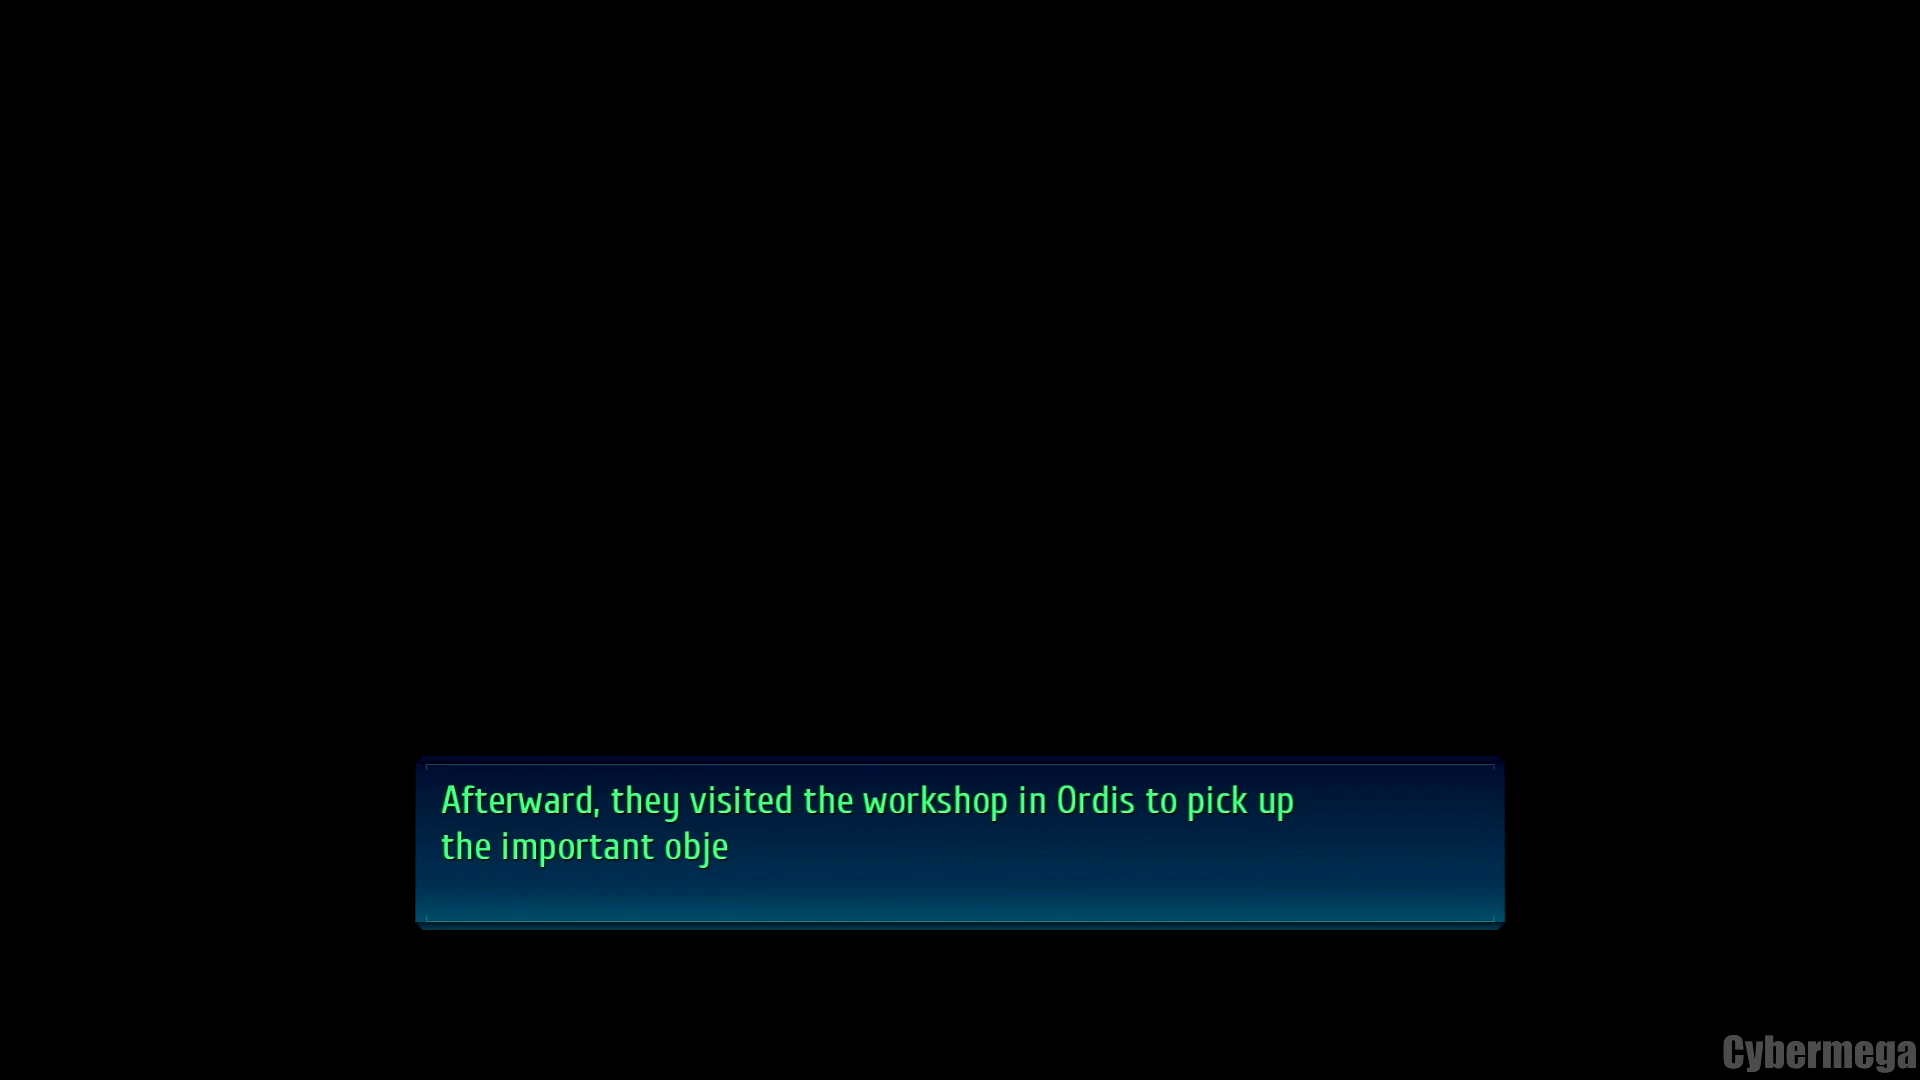 Afterward, they visited the workshop in Ordis to pick up
the important obje
Cybermega